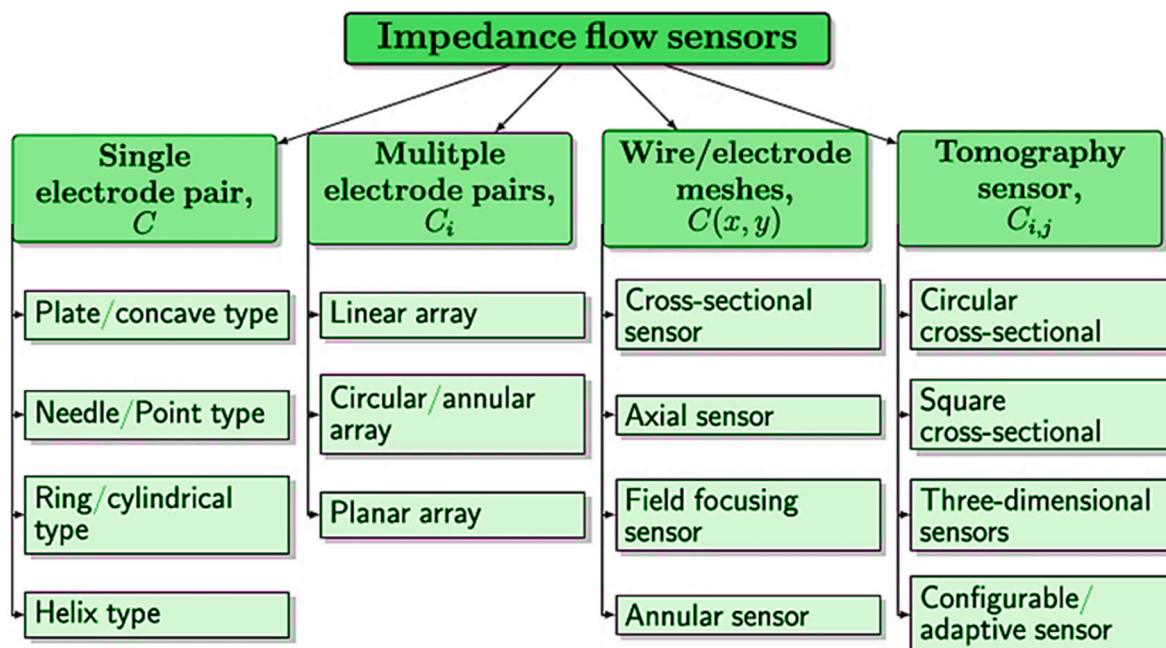 Impedance flow sensors
Single
electrode pair,
C
Mulitple
electrode pairs,
C_i
Wire/electrode
meshes,
C(x, y)
Tomography
sensor,
C_{i,j}
Plate/concave type
Needle/Point type
Ring/cylindrical
type
Helix type
Linear array
Circular/annular
array
Planar array
Cross-sectional
sensor
Axial sensor
Field focusing
sensor
Annular sensor
Circular
cross-sectional
Square
cross-sectional
Three-dimensional
sensors
Configurable/
adaptive sensor